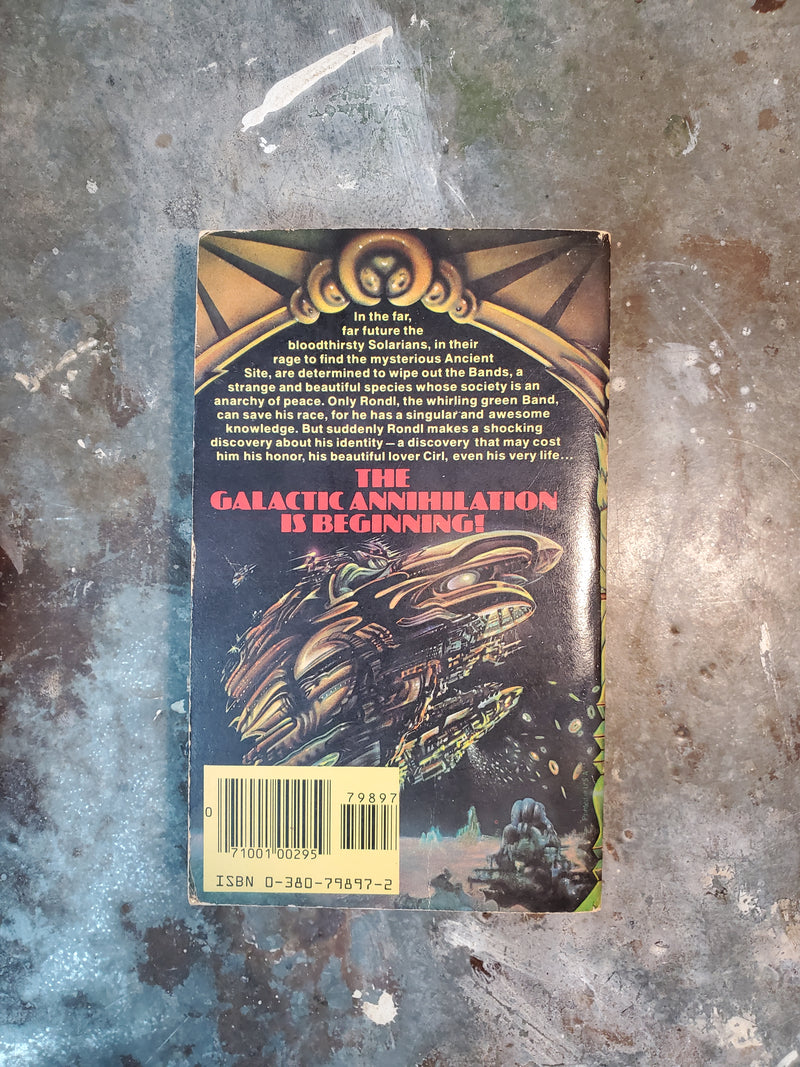 In the far,
far future the
bloodthirsty Solarians, in their
rage to find the mysterious Ancient
Site, are determined to wipe out the Bands, a
strange and beautiful species whose society is an
anarchy of peace. Only Rondl, the whirling green Band,
can save his race, for he has a singular and awesome
knowledge. But suddenly Rondl makes a shocking
discovery about his identity—a discovery that may cost
him his honor, his beautiful lover Cirl, even his very life...
THE
GALACTIC ANNIHILATION
IS BEGINNING!
79897
0
71001 00295
ISBN 0-380-79897-2